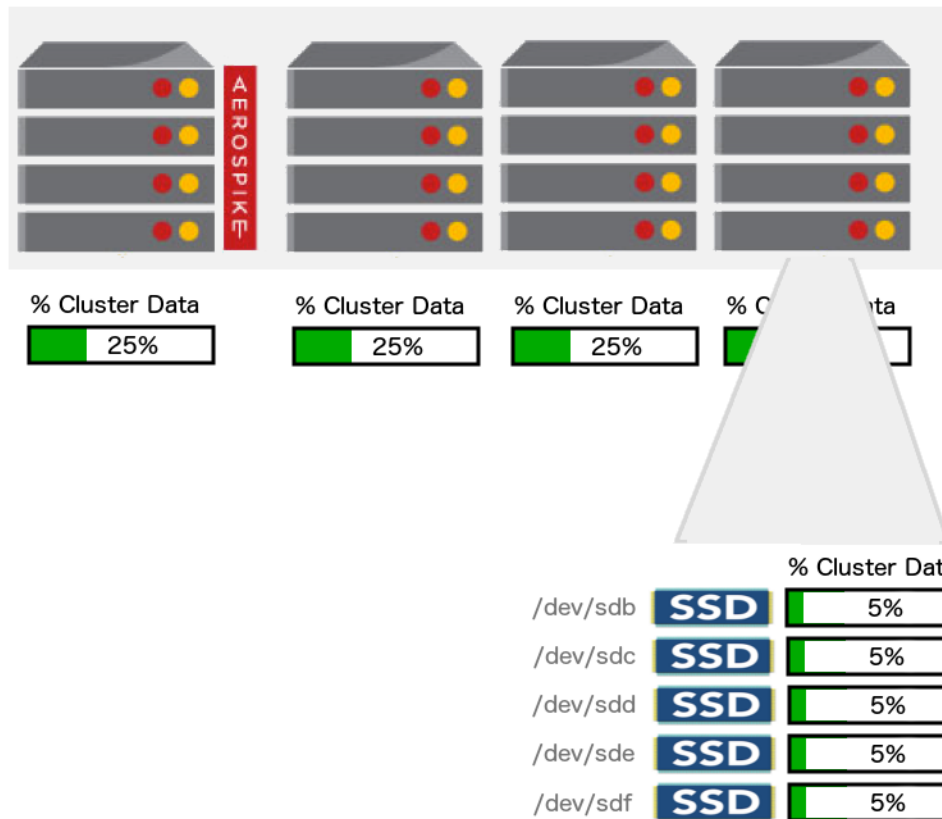 AEROSPIKE
% Cluster Data
% Cluster Data
% Cluster Data
% C ta
25%
25%
25%
% Cluster Dat
/dev/sdb SSD 5%
/dev/sdc SSD 5%
/dev/sdd SSD 5%
/dev/sde SSD 5%
/dev/sdf SSD 5%